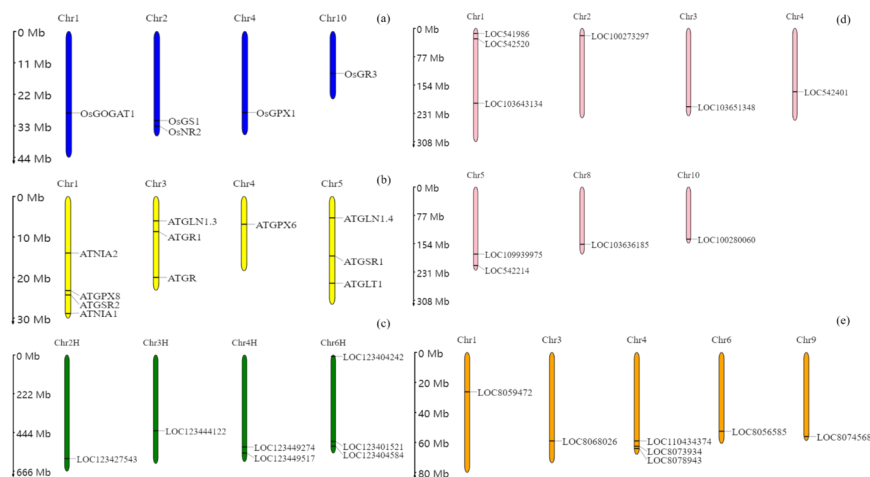 (a)
Chr1 Chr2 Chr4 Chr10
0 Mb
11 Mb
22 Mb
33 Mb
44 Mb
OsGOGAT1
OsGS1
OsNR2
OsGPX1
OsGR3
(b)
Chr1 Chr3 Chr4 Chr5
0 Mb
10 Mb
20 Mb
30 Mb
ATNIA2
ATGPX8
ATGSR2
ATNIA1
ATGLN1.3
ATGR1
ATGR
ATGPX6
ATGLN1.4
ATGSR1
ATGLT1
(c)
Chr2H Chr3H Chr4H Chr6H
0 Mb
222 Mb
444 Mb
666 Mb
LOC123427543
LOC123444122
LOC123449274
LOC123449517
LOC123404242
LOC123401521
LOC123404584
(d)
Chr1 Chr2 Chr3 Chr4
0 Mb
77 Mb
154 Mb
231 Mb
308 Mb
LOC541986
LOC542520
LOC103643134
LOC100273297
LOC103651348
LOC542401
Chr5 Chr8 Chr10
0 Mb
77 Mb
154 Mb
231 Mb
308 Mb
LOC109939975
LOC542214
LOC103636185
LOC100280060
(e)
Chr1 Chr3 Chr4 Chr6 Chr9
0 Mb
20 Mb
40 Mb
60 Mb
80 Mb
LOC8059472
LOC8068026
LOC110434374
LOC8073934
LOC8078943
LOC8056585
LOC8074568